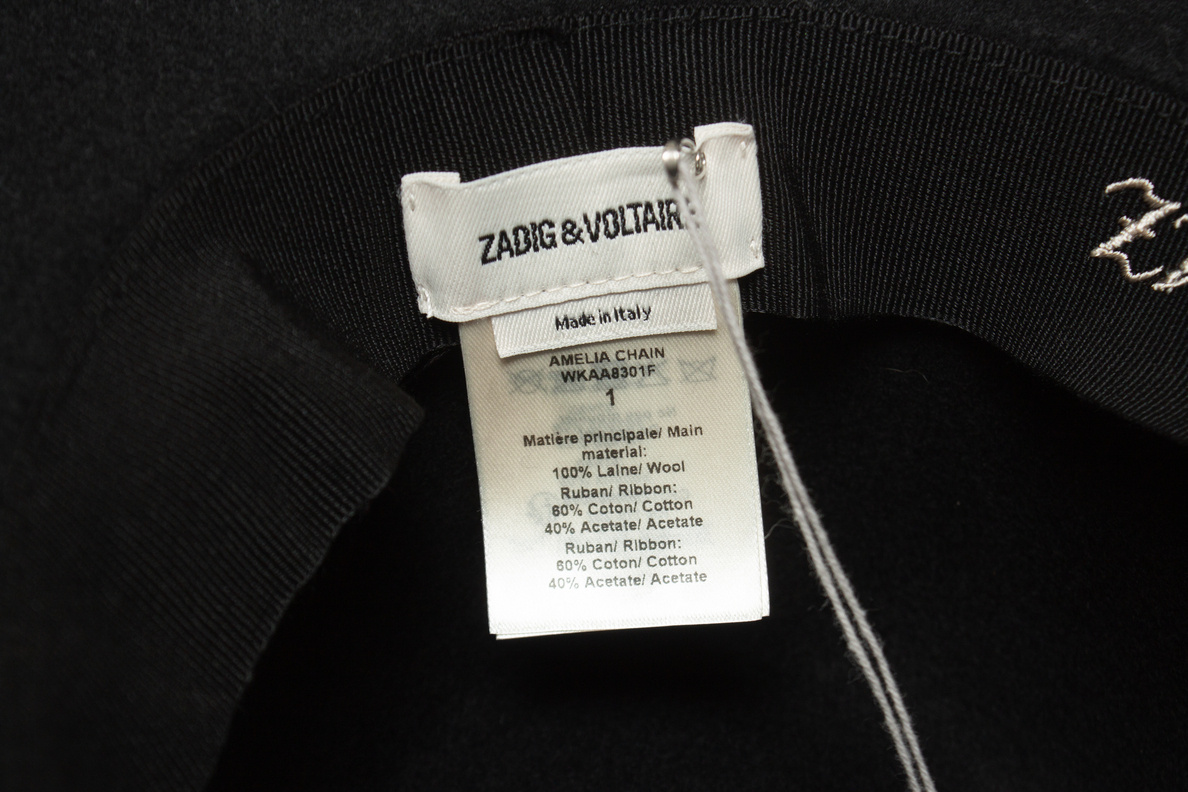 ZADIG & VOLTAIR
Made in Italy
AMELIA CHAIN
WKAA8301F
1
Matière principale/ Main
material:
100% Laine/ Wool
Ruban/ Ribbon:
60% Coton/ Cotton
40% Acetate/ Acetate
Ruban/ Ribbon:
60% Coton/ Cotton
40% Acetate/ Acetate